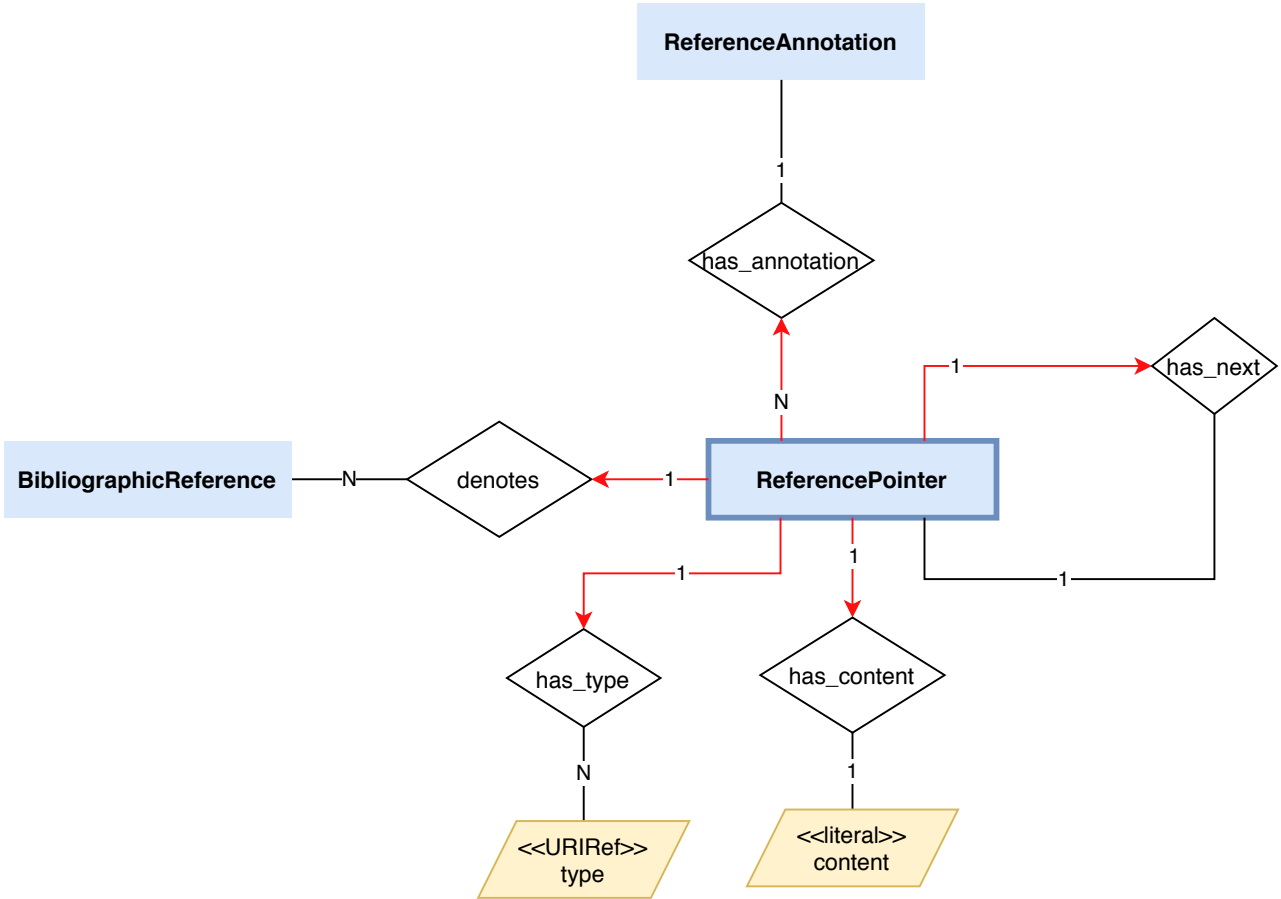 ReferenceAnnotation
1
has_annotation
N
1
has_next
BibliographicReference
N
denotes
1
ReferencePointer
1
1
1
has_type
has_content
N
1
<<URIRef>>
type
<<literal>>
content